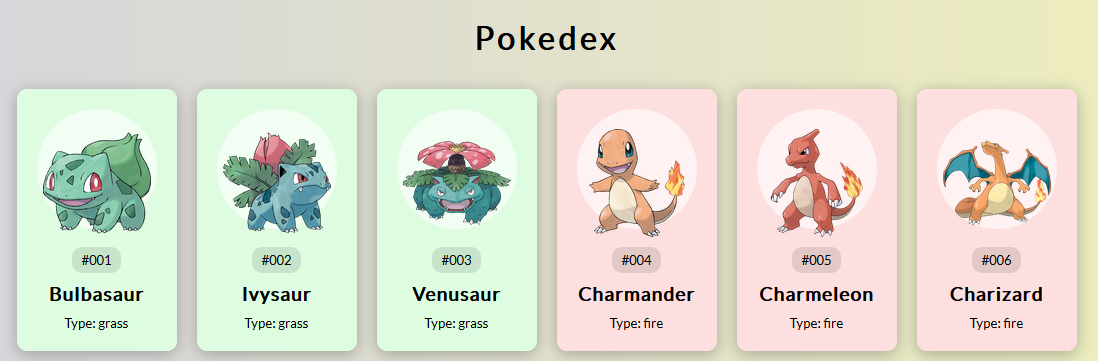 Pokedex
#001
Bulbasaur
Type: grass
#002
Ivysaur
Type: grass
#003
Venusaur
Type: grass
#004
Charmander
Type: fire
#005
Charmeleon
Type: fire
#006
Charizard
Type: fire